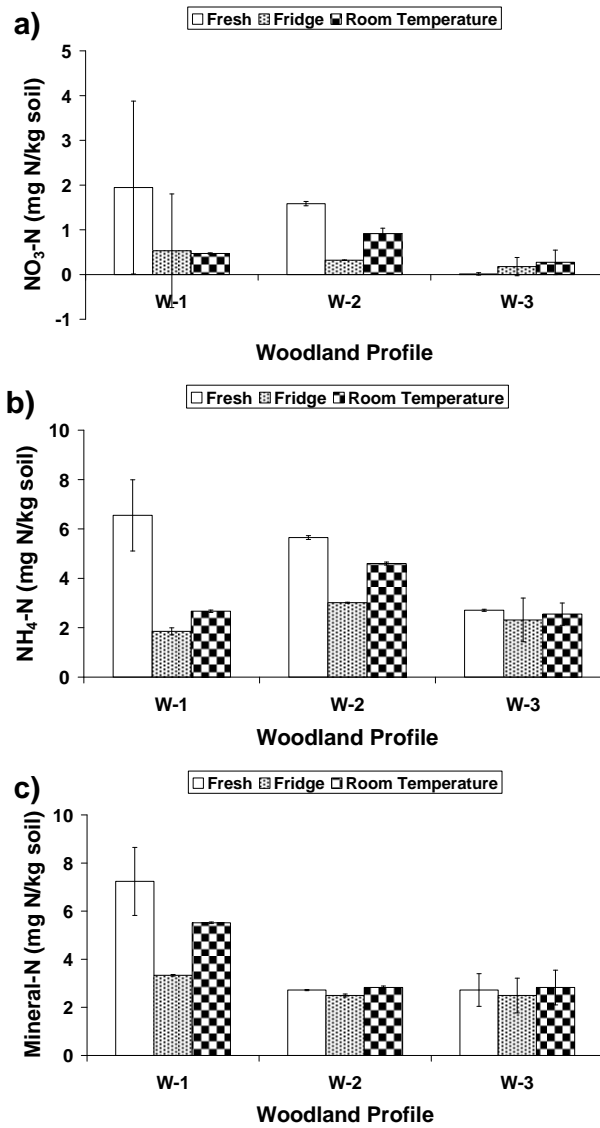 a)
Fresh Fridge Room Temperature
NO₃-N (mg N/kg soil)
5
4
3
2
1
0
-1
W-1 W-2 W-3
Woodland Profile
b)
Fresh Fridge Room Temperature
NH₄-N (mg N/kg soil)
10
8
6
4
2
0
W-1 W-2 W-3
Woodland Profile
c)
Fresh Fridge Room Temperature
Mineral-N (mg N/kg soil)
10
8
6
4
2
0
W-1 W-2 W-3
Woodland Profile